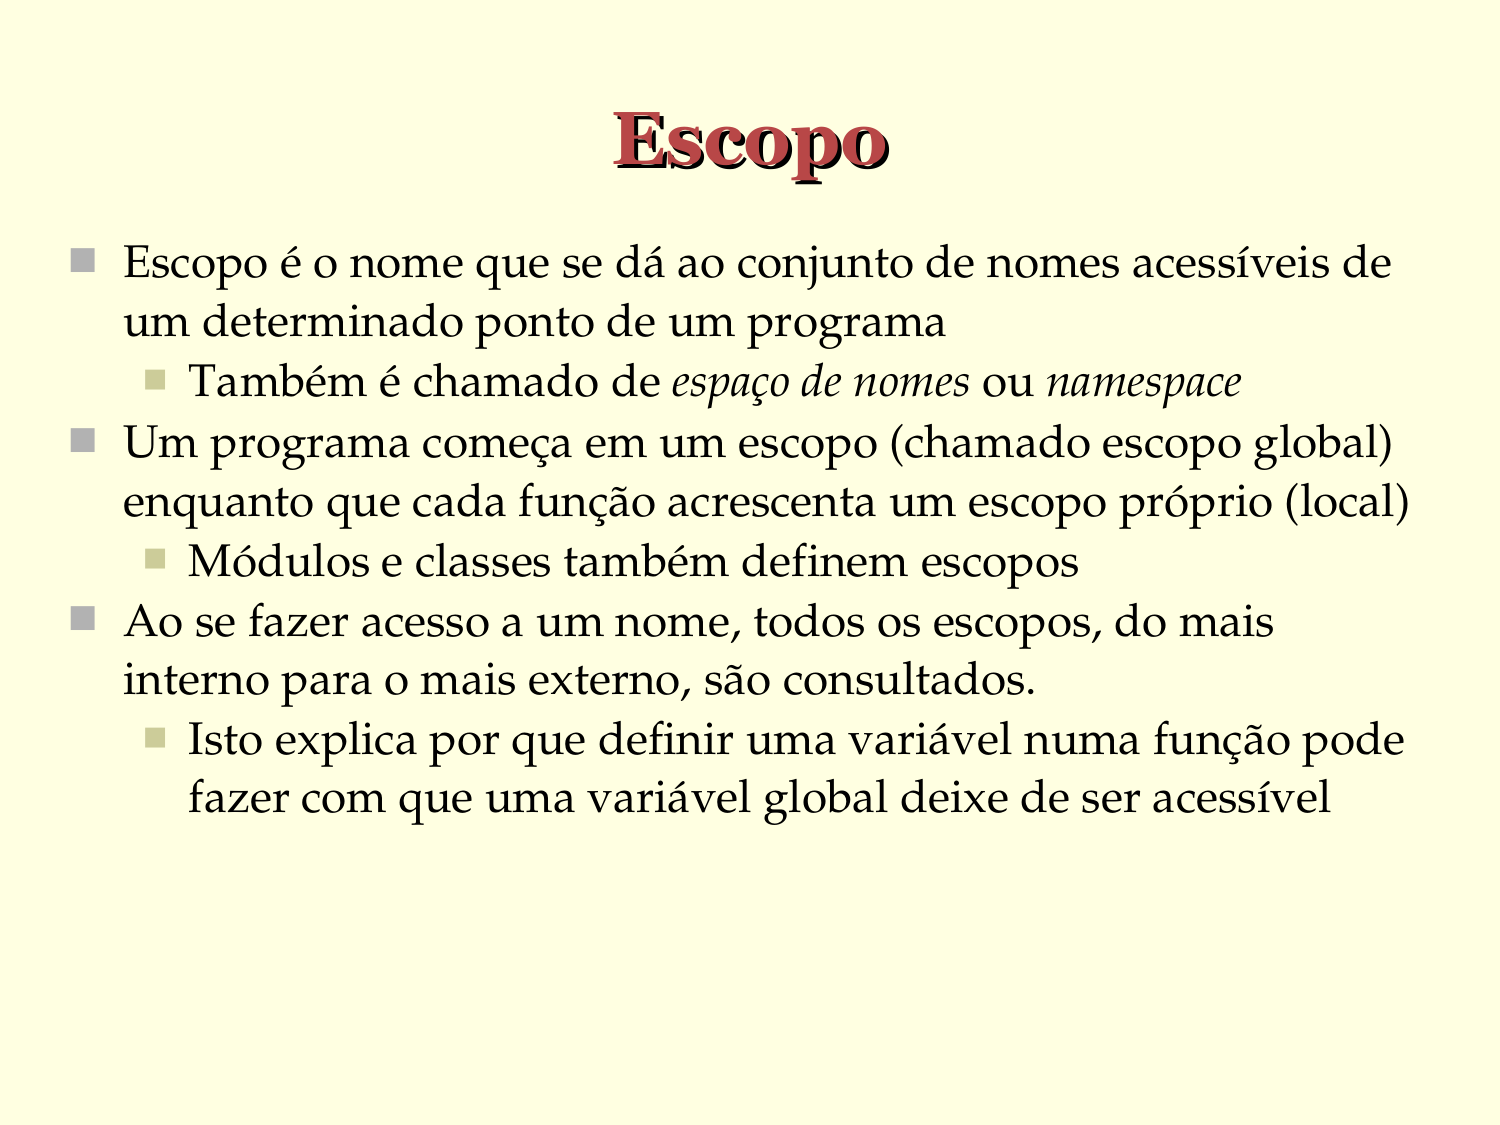 Escopo
Escopo é o nome que se dá ao conjunto de nomes acessíveis de
um determinado ponto de um programa
Também é chamado de espaço de nomes ou namespace
Um programa começa em um escopo (chamado escopo global)
enquanto que cada função acrescenta um escopo próprio (local)
Módulos e classes também definem escopos
Ao se fazer acesso a um nome, todos os escopos, do mais
interno para o mais externo, são consultados.
Isto explica por que definir uma variável numa função pode
fazer com que uma variável global deixe de ser acessível